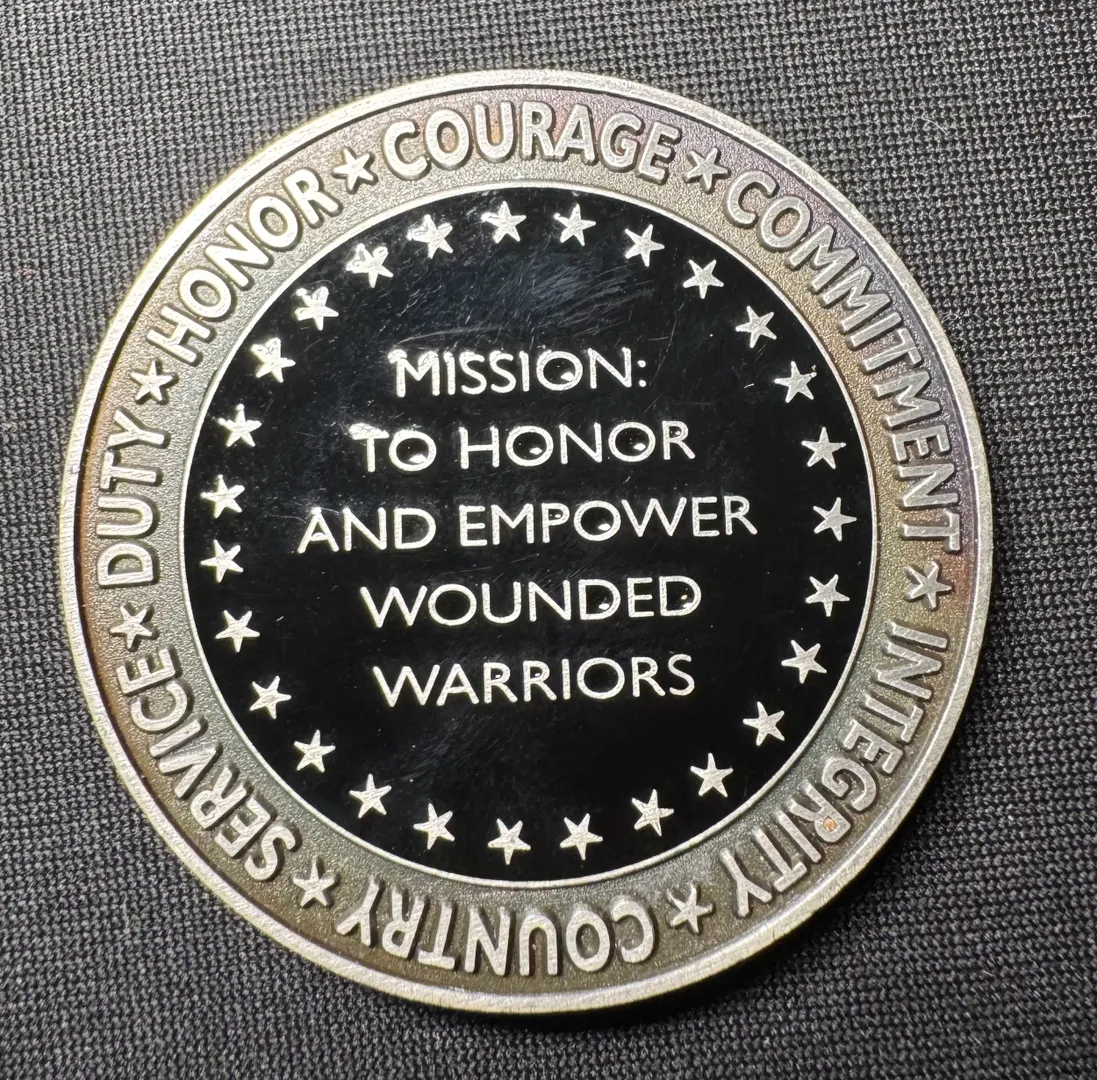 DUTY ★ HONOR ★ COURAGE ★ COMMITMENT ★ INTEGRITY ★ COUNTRY ★ SERVICE ★
MISSION:
TO HONOR
AND EMPOWER
WOUNDED
WARRIORS